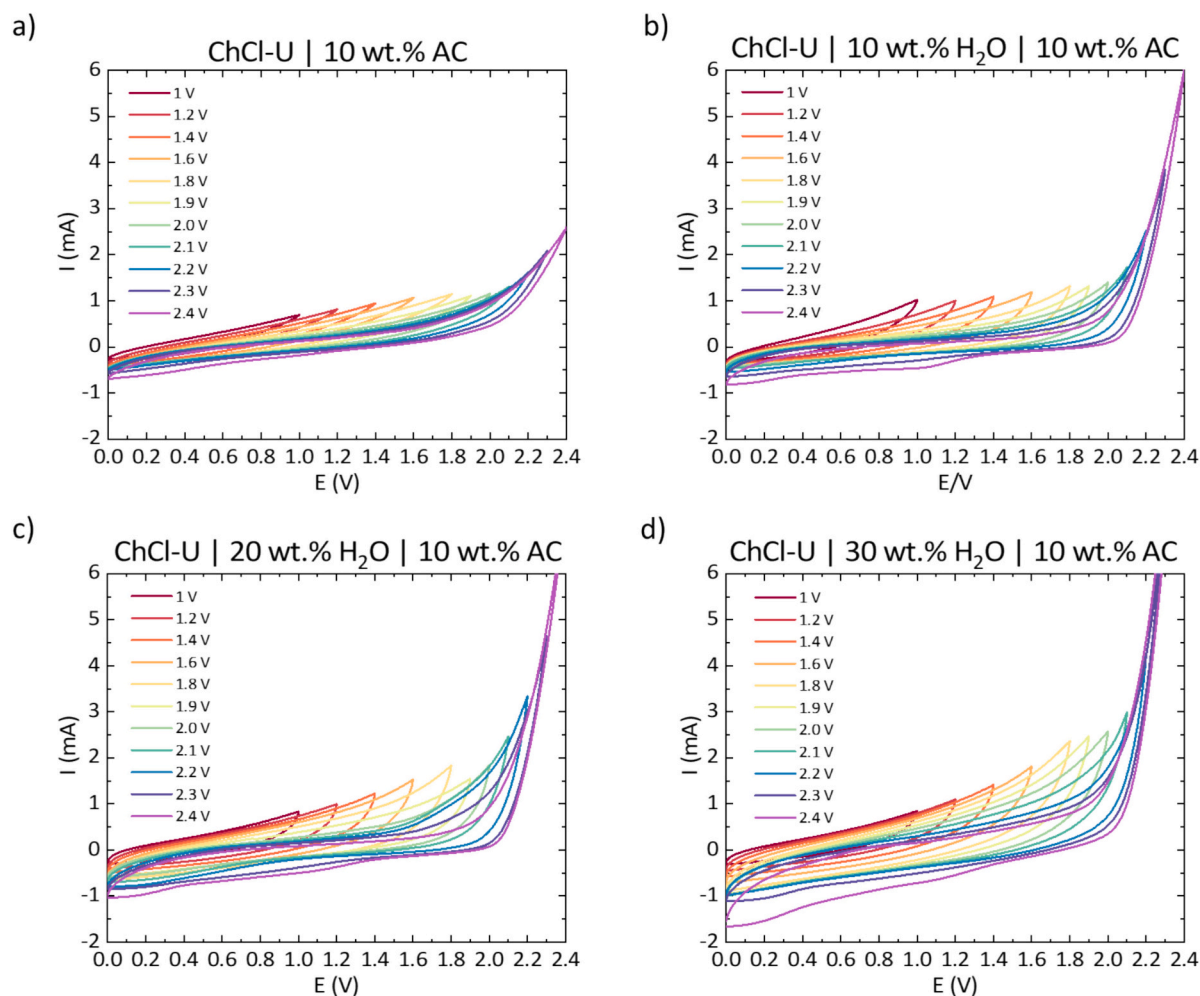 a)
ChCl-U | 10 wt.% AC
6
5
4
3
2
1
0
-1
-2
I (mA)
1 V
1.2 V
1.4 V
1.6 V
1.8 V
1.9 V
2.0 V
2.1 V
2.2 V
2.3 V
2.4 V
0.0 0.2 0.4 0.6 0.8 1.0 1.2 1.4 1.6 1.8 2.0 2.2 2.4
E (V)
b)
ChCl-U | 10 wt.% H₂O | 10 wt.% AC
6
5
4
3
2
1
0
-1
-2
I (mA)
1 V
1.2 V
1.4 V
1.6 V
1.8 V
1.9 V
2.0 V
2.1 V
2.2 V
2.3 V
2.4 V
0.0 0.2 0.4 0.6 0.8 1.0 1.2 1.4 1.6 1.8 2.0 2.2 2.4
E/V
c)
ChCl-U | 20 wt.% H₂O | 10 wt.% AC
6
5
4
3
2
1
0
-1
-2
I (mA)
1 V
1.2 V
1.4 V
1.6 V
1.8 V
1.9 V
2.0 V
2.1 V
2.2 V
2.3 V
2.4 V
0.0 0.2 0.4 0.6 0.8 1.0 1.2 1.4 1.6 1.8 2.0 2.2 2.4
E (V)
d)
ChCl-U | 30 wt.% H₂O | 10 wt.% AC
6
5
4
3
2
1
0
-1
-2
I (mA)
1 V
1.2 V
1.4 V
1.6 V
1.8 V
1.9 V
2.0 V
2.1 V
2.2 V
2.3 V
2.4 V
0.0 0.2 0.4 0.6 0.8 1.0 1.2 1.4 1.6 1.8 2.0 2.2 2.4
E (V)